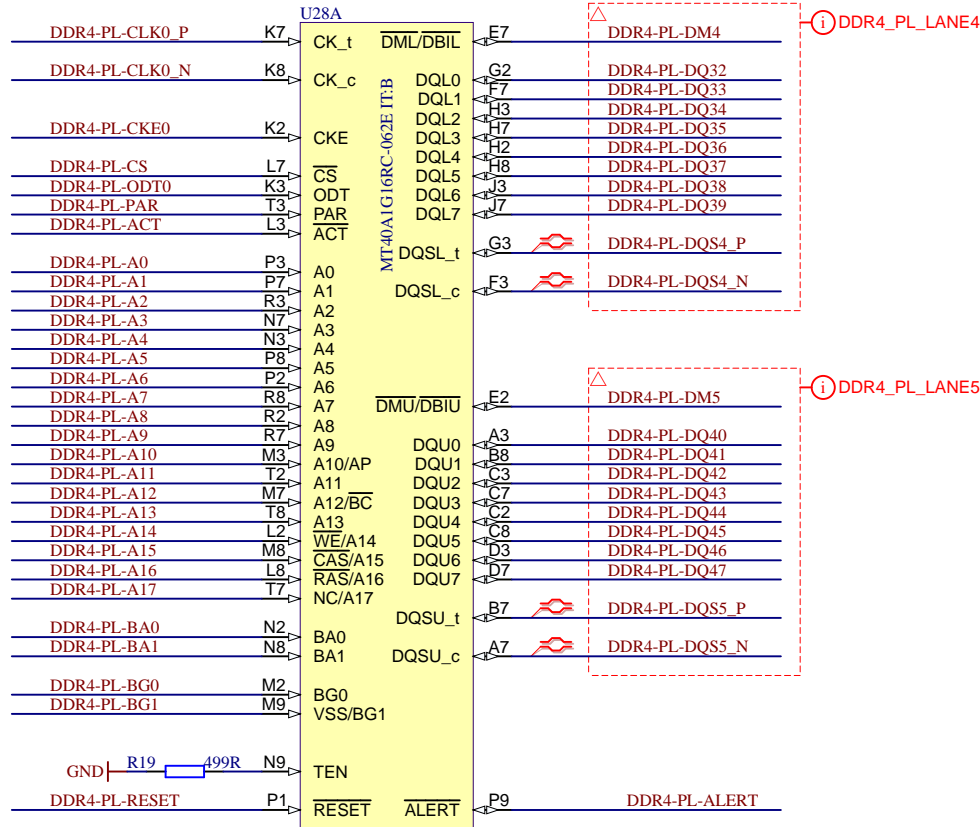 U28A
DDR4-PL-CLK0_P K7 CK_t DML/DBIL E7 DDR4-PL-DM4 i DDR4_PL_LANE4
DDR4-PL-CLK0_N K8 CK_c DQL0 G2 DDR4-PL-DQ32
DQL1 F7 DDR4-PL-DQ33
DQL2 H3 DDR4-PL-DQ34
DDR4-PL-CKE0 K2 CKE DQL3 H7 DDR4-PL-DQ35
DQL4 H2 DDR4-PL-DQ36
DDR4-PL-CS L7 CS DQL5 H8 DDR4-PL-DQ37
DDR4-PL-ODT0 K3 ODT DQL6 J3 DDR4-PL-DQ38
DDR4-PL-PAR T3 PAR DQL7 J7 DDR4-PL-DQ39
DDR4-PL-ACT L3 ACT
MT40A1G16RC-062E IT:B
DQSL_t G3 DDR4-PL-DQS4_P
DDR4-PL-A0 P3 A0
DDR4-PL-A1 P7 A1 DQSL_c F3 DDR4-PL-DQS4_N
DDR4-PL-A2 R3 A2
DDR4-PL-A3 N7 A3
DDR4-PL-A4 N3 A4
DDR4-PL-A5 P8 A5
DDR4-PL-A6 P2 A6 i DDR4_PL_LANE5
DDR4-PL-A7 R8 A7 DMU/DBIU E2 DDR4-PL-DM5
DDR4-PL-A8 R2 A8
DDR4-PL-A9 R7 A9 DQU0 A3 DDR4-PL-DQ40
DDR4-PL-A10 M3 A10/AP DQU1 B8 DDR4-PL-DQ41
DDR4-PL-A11 T2 A11 DQU2 C3 DDR4-PL-DQ42
DDR4-PL-A12 M7 A12/BC DQU3 C7 DDR4-PL-DQ43
DDR4-PL-A13 T8 A13 DQU4 C2 DDR4-PL-DQ44
DDR4-PL-A14 L2 WE/A14 DQU5 C8 DDR4-PL-DQ45
DDR4-PL-A15 M8 CAS/A15 DQU6 D3 DDR4-PL-DQ46
DDR4-PL-A16 L8 RAS/A16 DQU7 D7 DDR4-PL-DQ47
DDR4-PL-A17 T7 NC/A17
DQSU_t B7 DDR4-PL-DQS5_P
DDR4-PL-BA0 N2 BA0
DDR4-PL-BA1 N8 BA1 DQSU_c A7 DDR4-PL-DQS5_N
DDR4-PL-BG0 M2 BG0
DDR4-PL-BG1 M9 VSS/BG1
GND R19 499R N9 TEN
DDR4-PL-RESET P1 RESET ALERT P9 DDR4-PL-ALERT